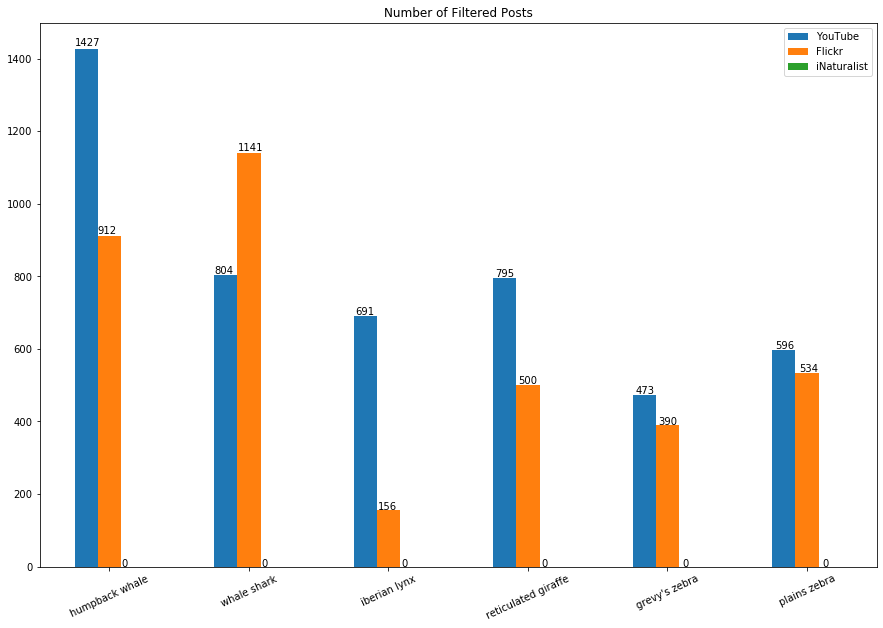 Number of Filtered Posts
YouTube
Flickr
iNaturalist
1400
1200
1000
800
600
400
200
0
1427
912
0
804
1141
0
691
156
0
795
500
0
473
390
0
596
534
0
humpback whale
whale shark
iberian lynx
reticulated giraffe
grevy's zebra
plains zebra